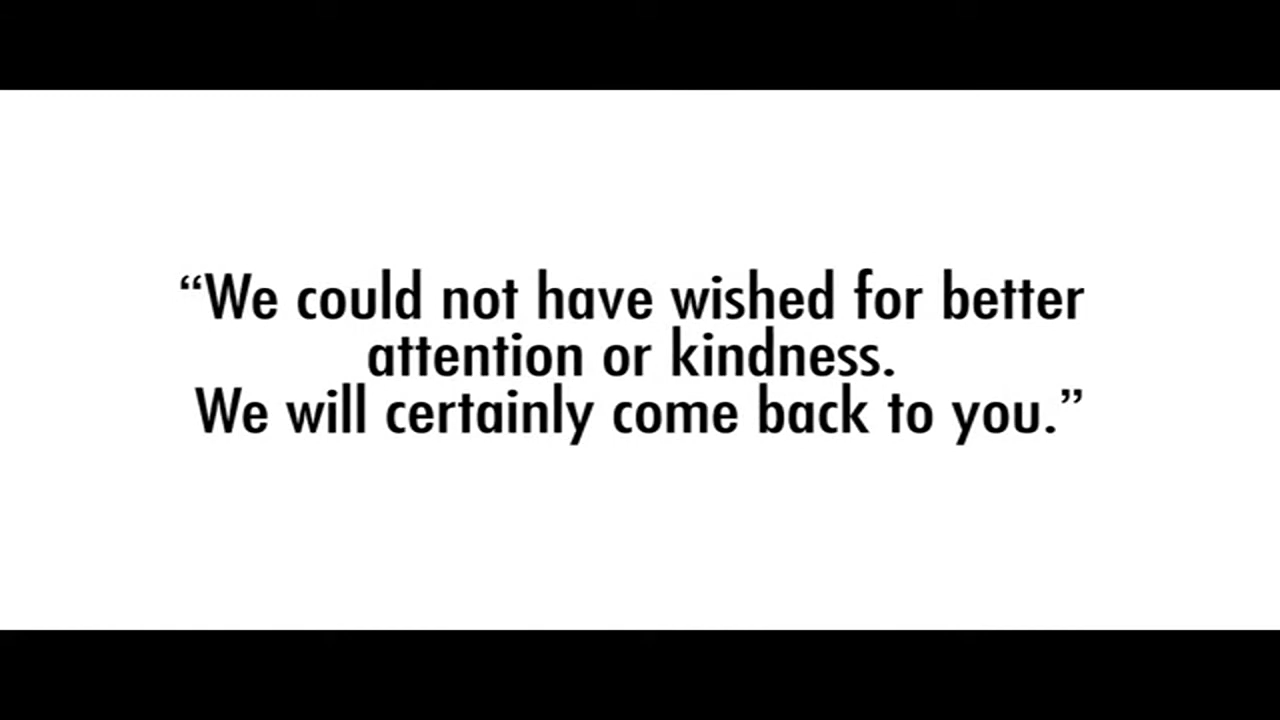 “We could not have wished for better
attention or kindness.
We will certainly come back to you.”